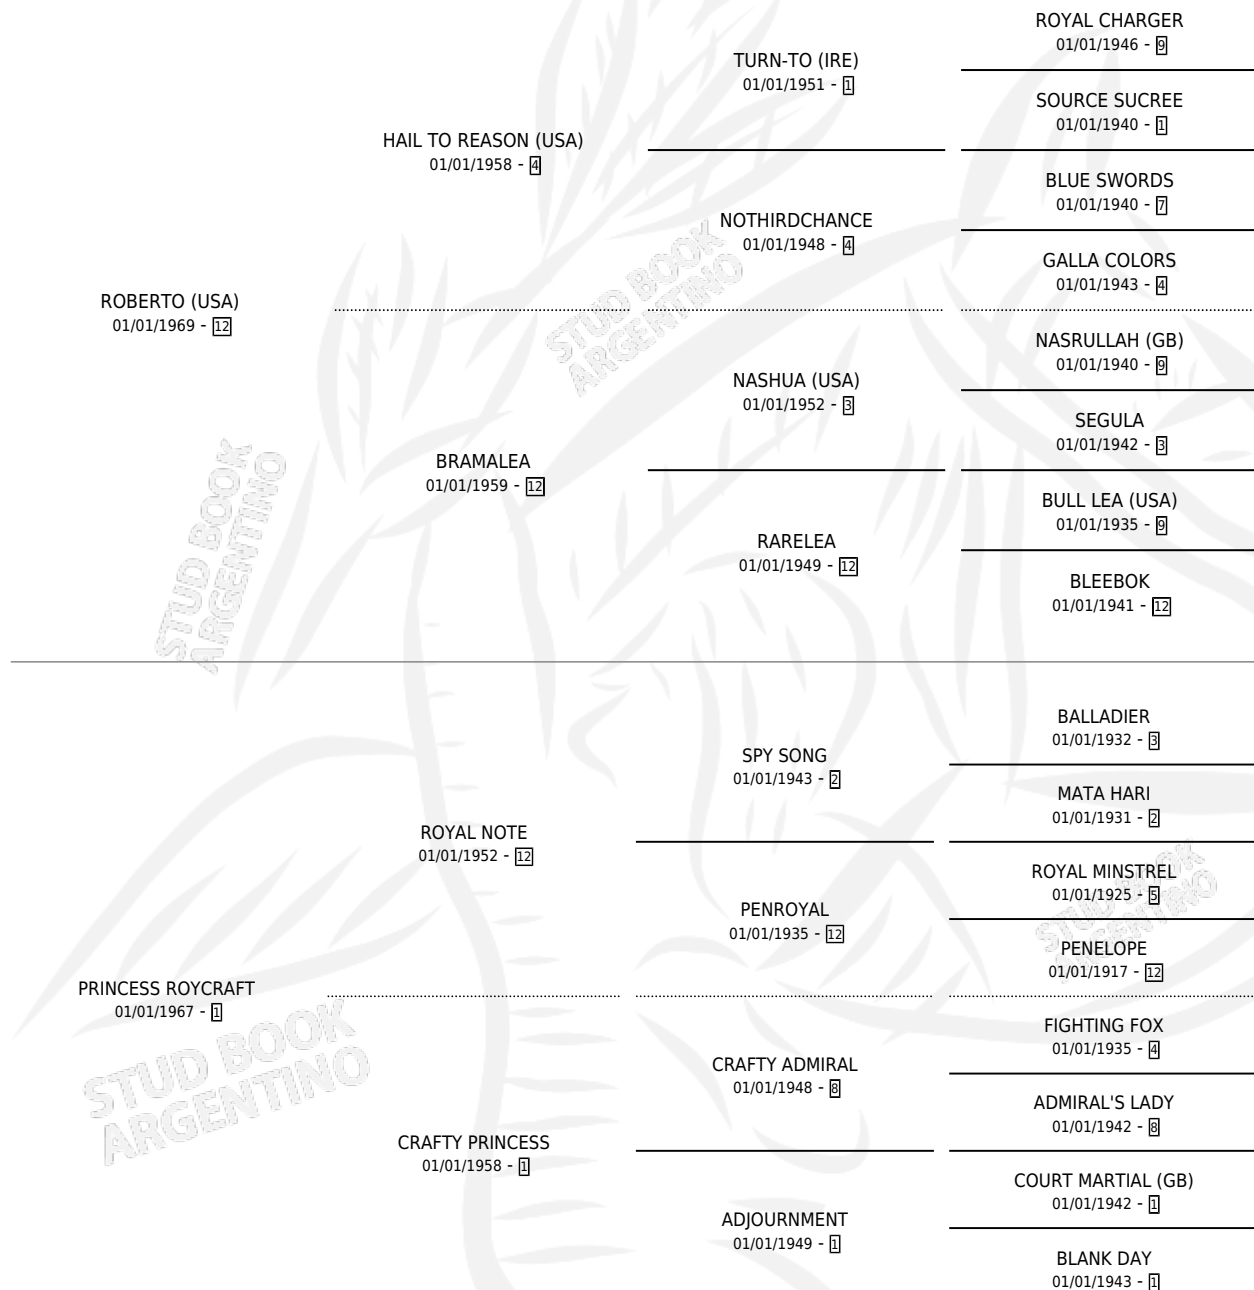 ROYAL CHARGER
01/01/1946 - 9
TURN-TO (IRE)
01/01/1951 - 1
SOURCE SUCREE
01/01/1940 - 1
HAIL TO REASON (USA)
01/01/1958 - 4
BLUE SWORDS
01/01/1940 - 7
NOTHIRDCHANCE
01/01/1948 - 4
GALLA COLORS
01/01/1943 - 4
ROBERTO (USA)
01/01/1969 - 12
NASRULLAH (GB)
01/01/1940 - 9
NASHUA (USA)
01/01/1952 - 3
SEGULA
01/01/1942 - 3
BRAMALEA
01/01/1959 - 12
BULL LEA (USA)
01/01/1935 - 9
RARELEA
01/01/1949 - 12
BLEEBOK
01/01/1941 - 12
BALLADIER
01/01/1932 - 3
SPY SONG
01/01/1943 - 2
MATA HARI
01/01/1931 - 2
ROYAL NOTE
01/01/1952 - 12
ROYAL MINSTREL
01/01/1925 - 5
PENROYAL
01/01/1935 - 12
PENELOPE
01/01/1917 - 12
PRINCESS ROYCRAFT
01/01/1967 - 1
FIGHTING FOX
01/01/1935 - 4
CRAFTY ADMIRAL
01/01/1948 - 8
ADMIRAL'S LADY
01/01/1942 - 8
CRAFTY PRINCESS
01/01/1958 - 1
COURT MARTIAL (GB)
01/01/1942 - 1
ADJOURNMENT
01/01/1949 - 1
BLANK DAY
01/01/1943 - 1
STUD BOOK
ARGENTINO
STUD BOOK
ARGENTINO
STUD BOOK
ARGENTINO
STUD BOOK
ARGENTINO